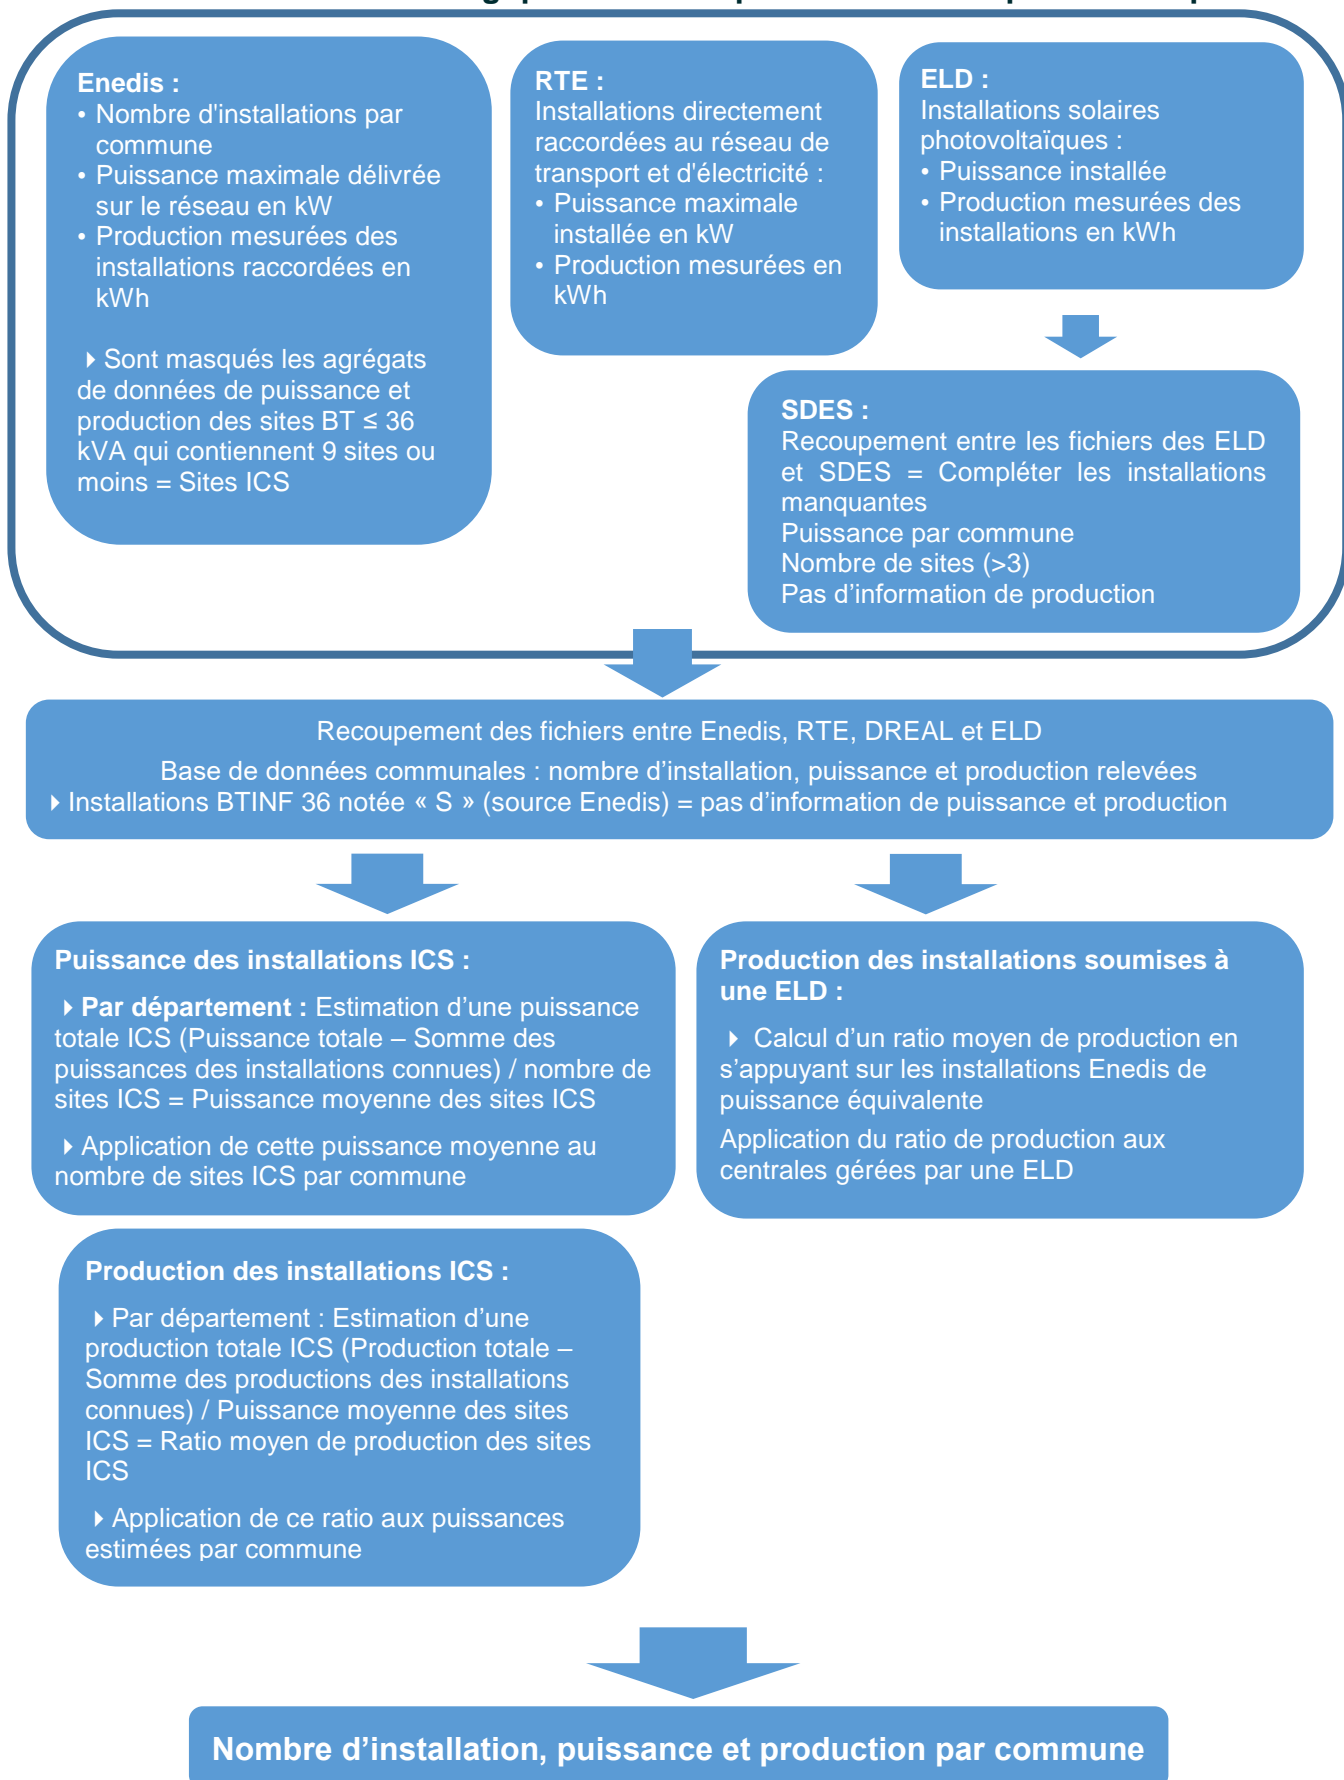 Enedis :
• Nombre d'installations par
commune
• Puissance maximale délivrée
sur le réseau en kW
• Production mesurées des
installations raccordées en
kWh
Sont masqués les agrégats
de données de puissance et
production des sites BT ≤ 36
kVA qui contiennent 9 sites ou
moins = Sites ICS
RTE :
Installations directement
raccordées au réseau de
transport et d'électricité :
• Puissance maximale
installée en kW
• Production mesurées en
kWh
ELD :
Installations solaires
photovoltaïques :
• Puissance installée
• Production mesurées des
installations en kWh
SDES :
Recoupement entre les fichiers des ELD
et SDES = Compléter les installations
manquantes
Puissance par commune
Nombre de sites (>3)
Pas d’information de production
Recoupement des fichiers entre Enedis, RTE, DREAL et ELD
Base de données communales : nombre d’installation, puissance et production relevées
Installations BTINF 36 notée « S » (source Enedis) = pas d’information de puissance et production
Puissance des installations ICS :
Par département : Estimation d’une puissance
totale ICS (Puissance totale – Somme des
puissances des installations connues) / nombre de
sites ICS = Puissance moyenne des sites ICS
Application de cette puissance moyenne au
nombre de sites ICS par commune
Production des installations soumises à
une ELD :
Calcul d’un ratio moyen de production en
s’appuyant sur les installations Enedis de
puissance équivalente
Application du ratio de production aux
centrales gérées par une ELD
Production des installations ICS :
Par département : Estimation d’une
production totale ICS (Production totale –
Somme des productions des installations
connues) / Puissance moyenne des sites
ICS = Ratio moyen de production des sites
ICS
Application de ce ratio aux puissances
estimées par commune
Nombre d’installation, puissance et production par commune